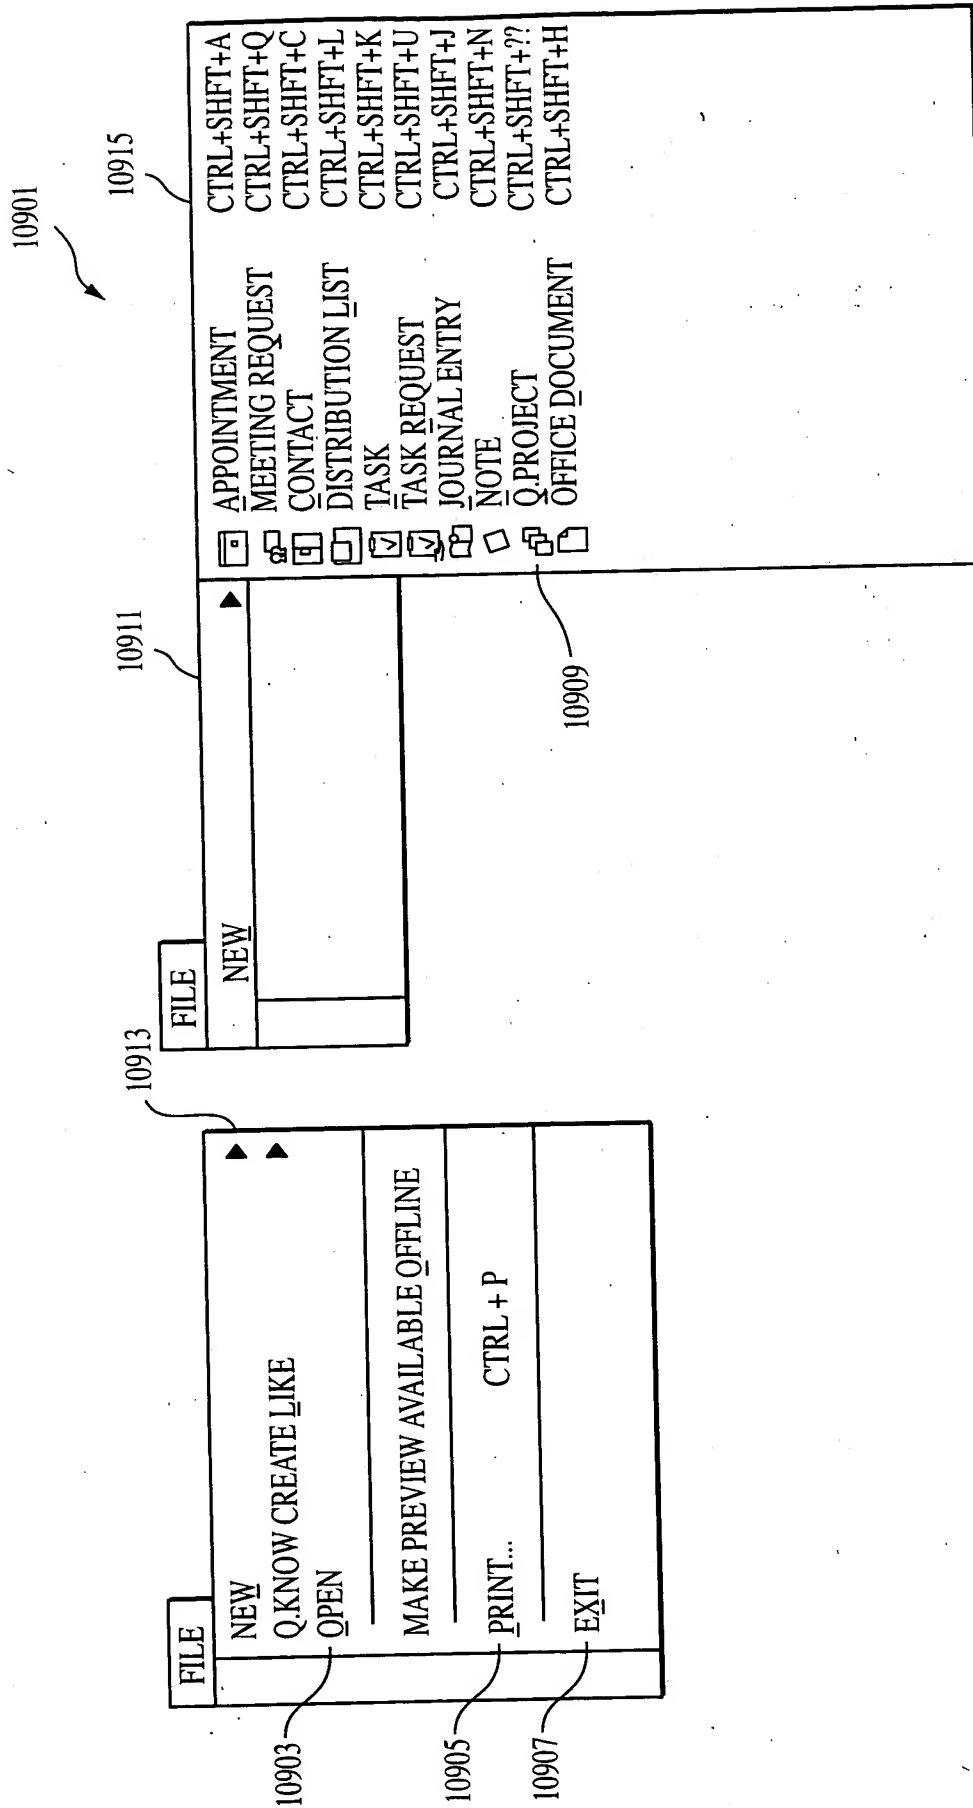 10901
FILE
10913
NEW
Q.KNOW CREATE LIKE
OPEN
10903
MAKE PREVIEW AVAILABLE OFFLINE
PRINT... CTRL + P
10905
EXIT
10907
FILE
10911
NEW
10915
APPOINTMENT CTRL+SHFT+A
MEETING REQUEST CTRL+SHFT+Q
CONTACT CTRL+SHFT+C
DISTRIBUTION LIST CTRL+SHFT+L
TASK CTRL+SHFT+K
TASK REQUEST CTRL+SHFT+U
JOURNAL ENTRY CTRL+SHFT+J
NOTE CTRL+SHFT+N
Q.PROJECT CTRL+SHFT+??
OFFICE DOCUMENT CTRL+SHFT+H
10909